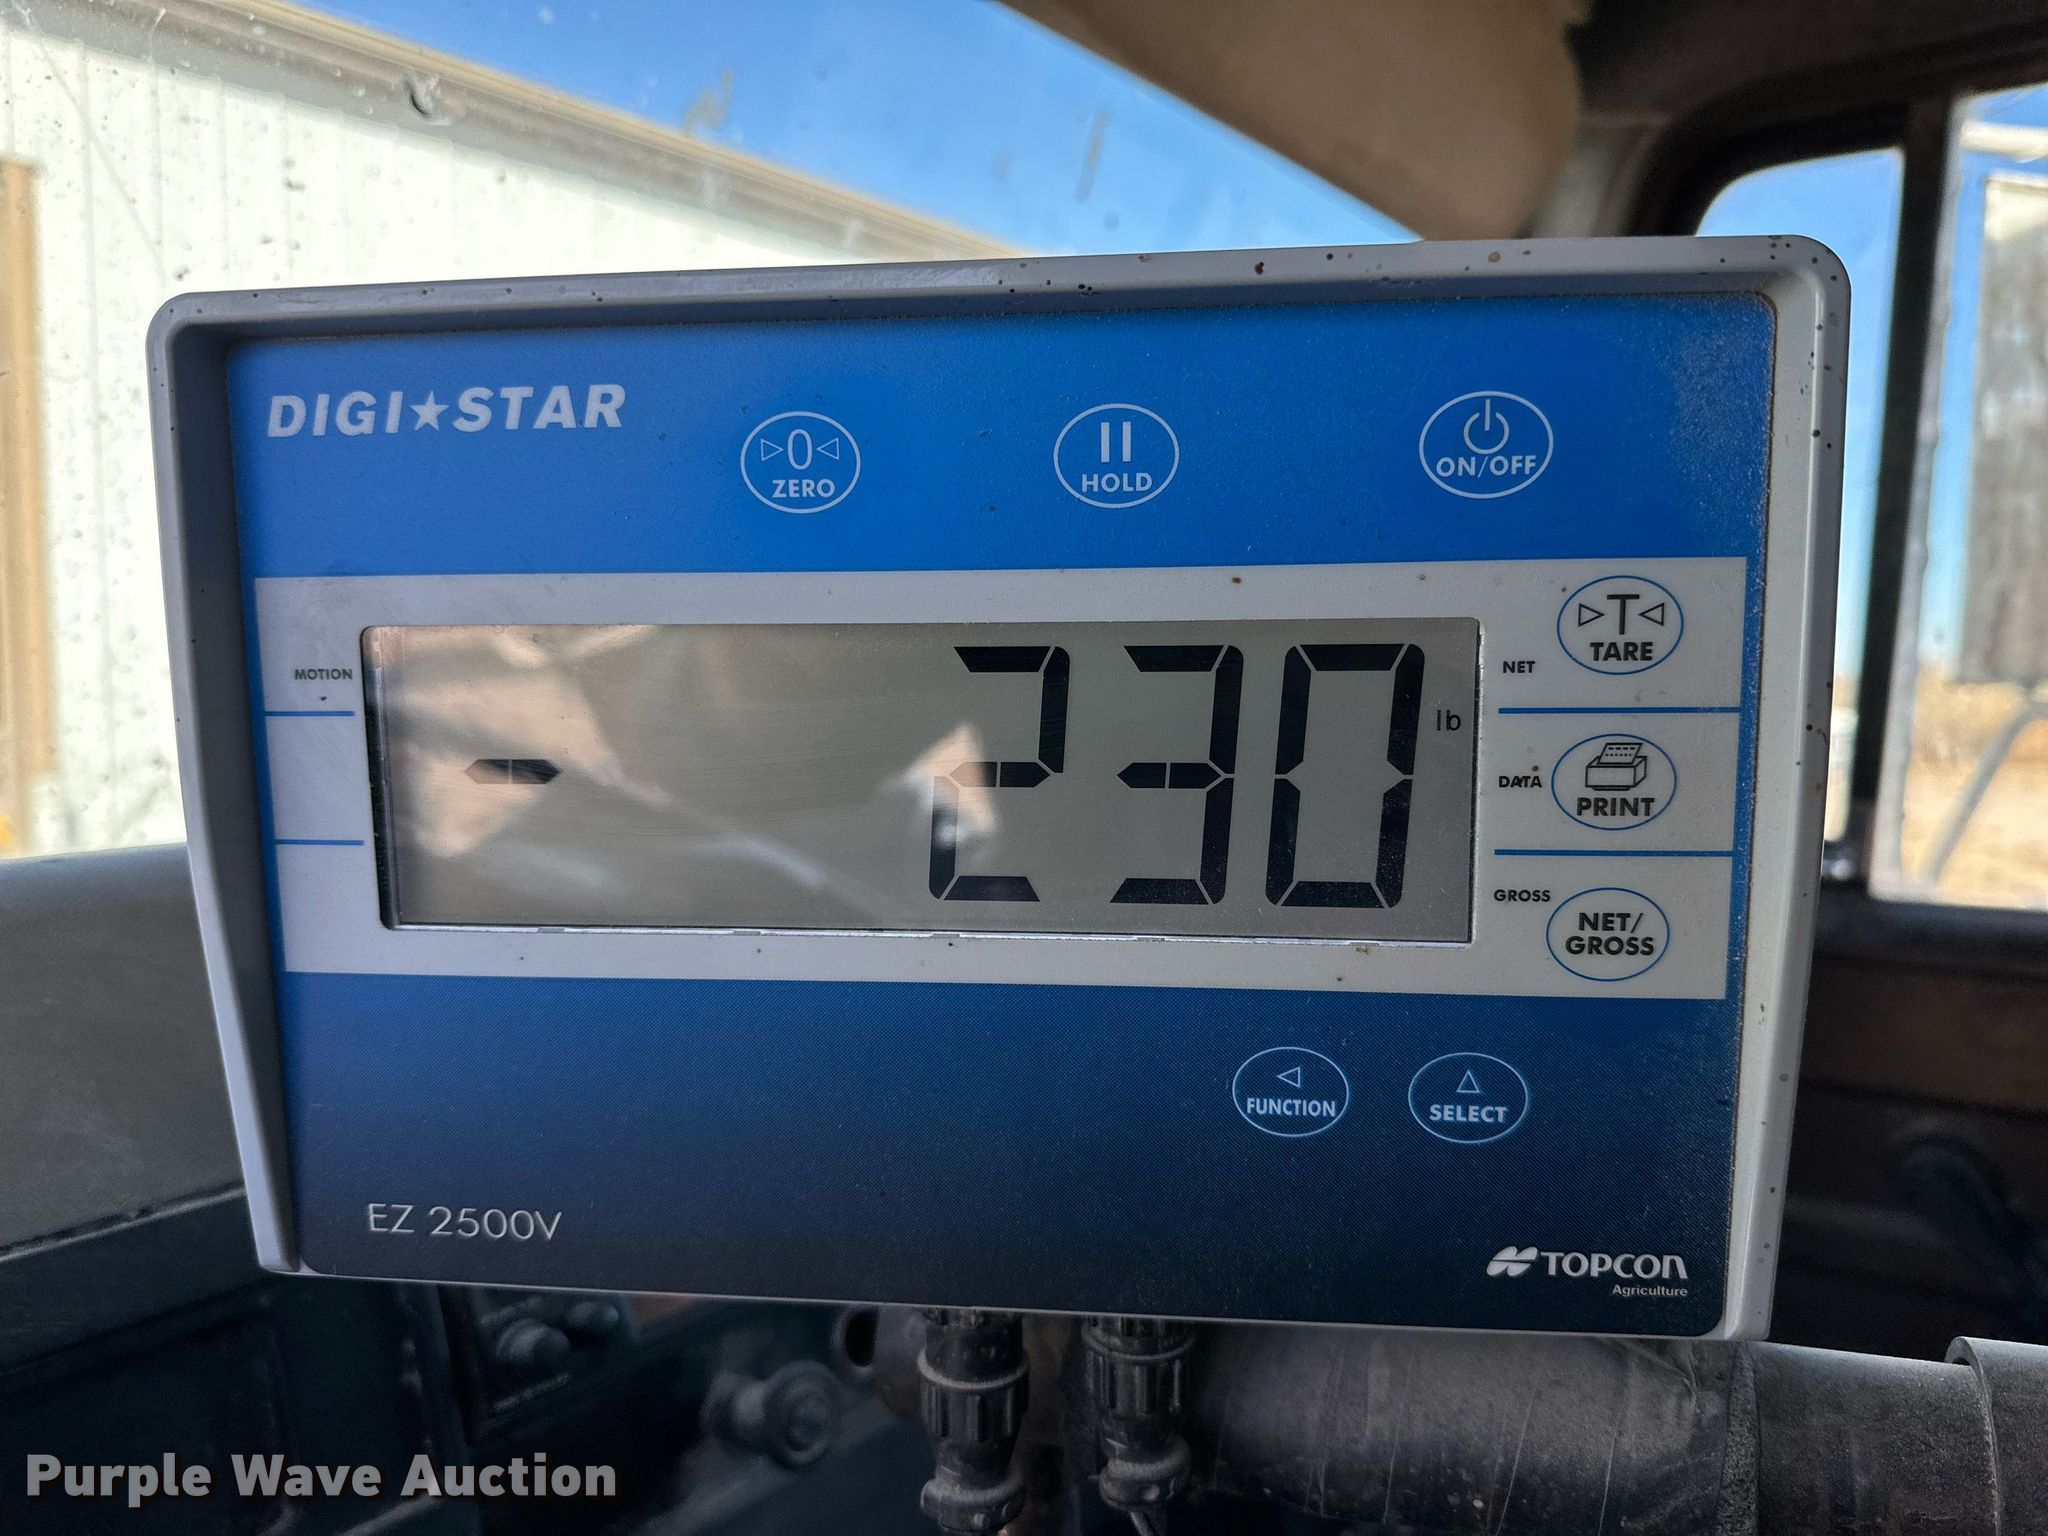 DIGI★STAR
▷0◁
ZERO
HOLD
ON/OFF
MOTION
- 230
lb
NET
▷T◁
TARE
DATA
PRINT
GROSS
NET/
GROSS
FUNCTION
SELECT
EZ 2500V
TOPCON
Agriculture
Purple Wave Auction